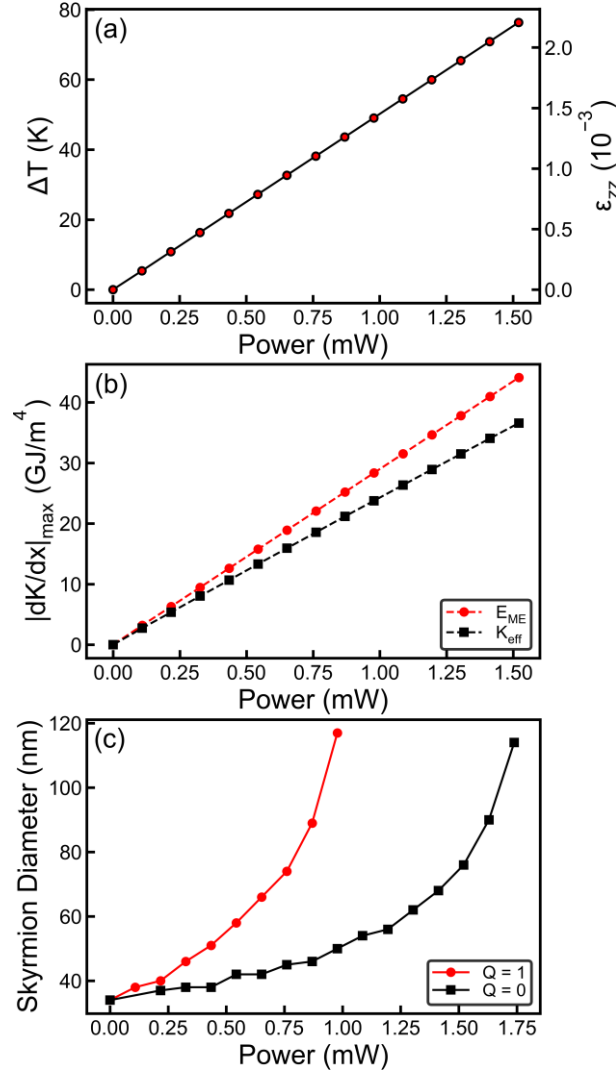 (a)
80
60
40
20
0
ΔT (K)
2.0
1.5
1.0
0.5
0.0
ε_zz (10⁻³)
0.00 0.25 0.50 0.75 1.00 1.25 1.50
Power (mW)
(b)
40
30
20
10
0
|dK/dx|_max (GJ/m⁴)
E_ME
K_eff
0.00 0.25 0.50 0.75 1.00 1.25 1.50
Power (mW)
(c)
120
100
80
60
40
Skyrmion Diameter (nm)
Q = 1
Q = 0
0.00 0.25 0.50 0.75 1.00 1.25 1.50 1.75
Power (mW)